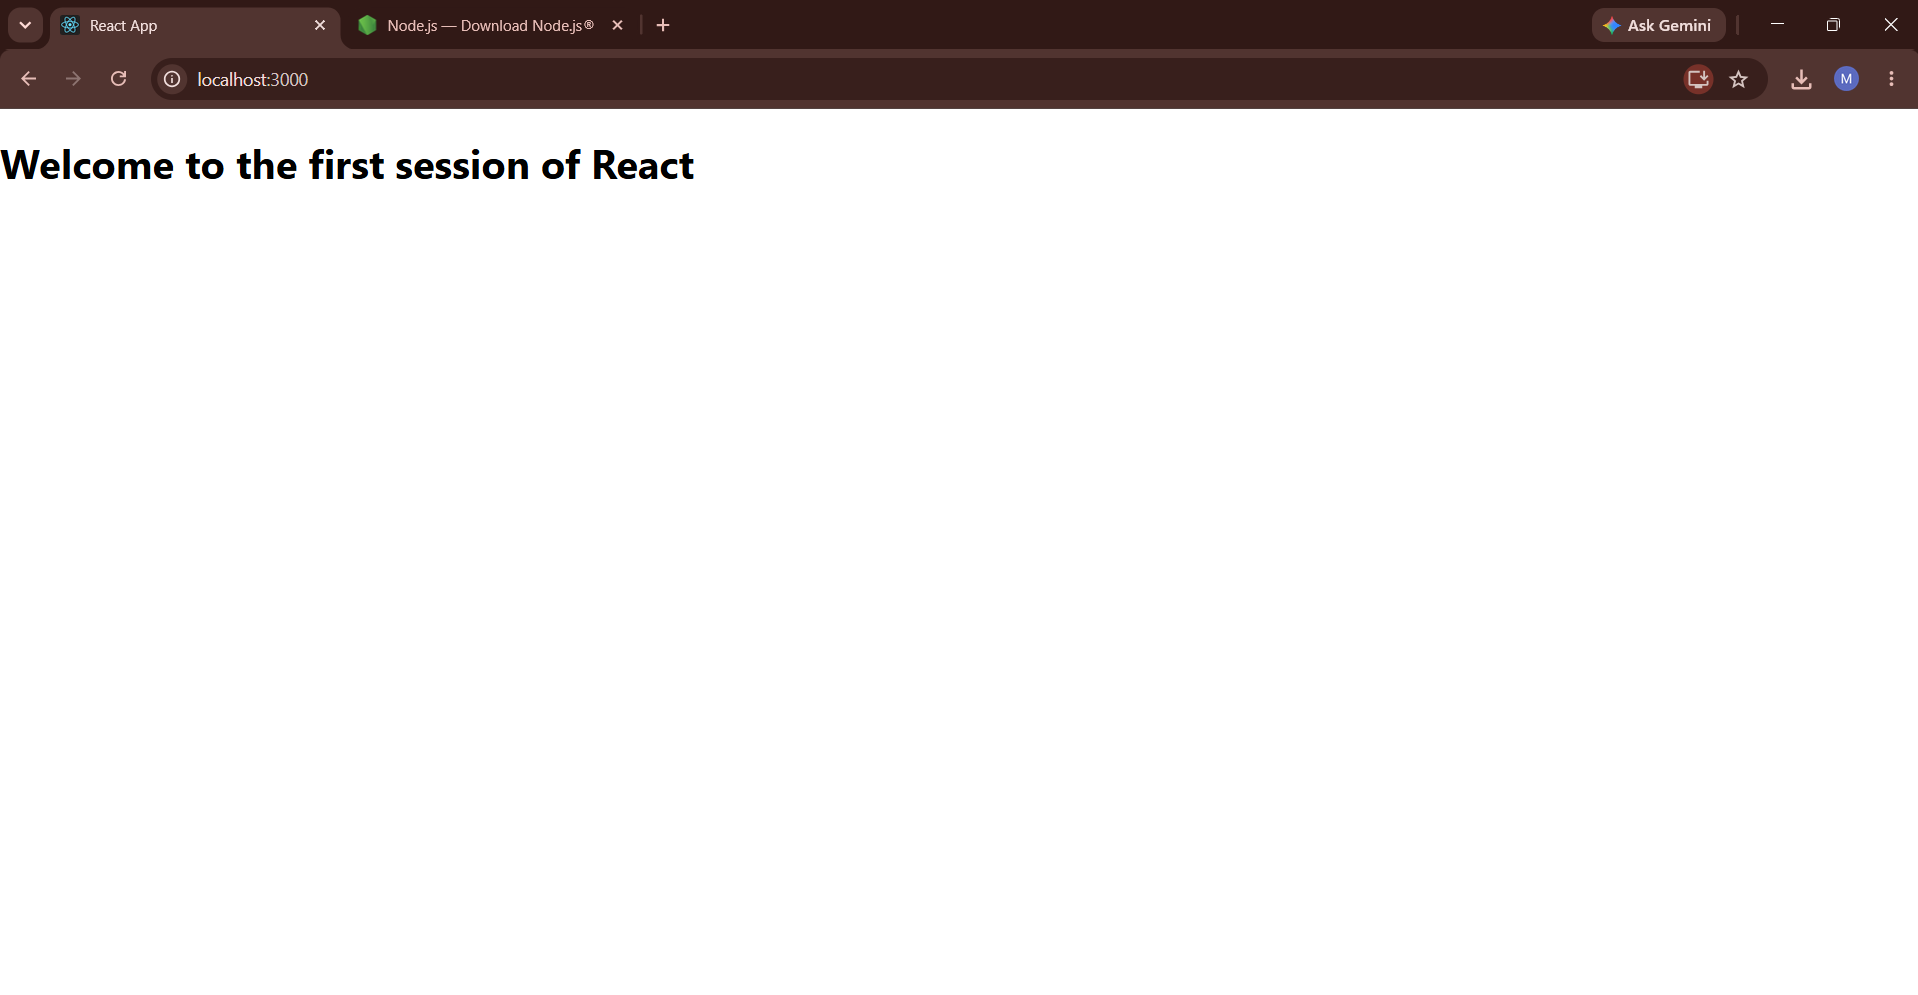 React App
Node.js — Download Node.js®
Ask Gemini
localhost:3000
M
Welcome to the first session of React